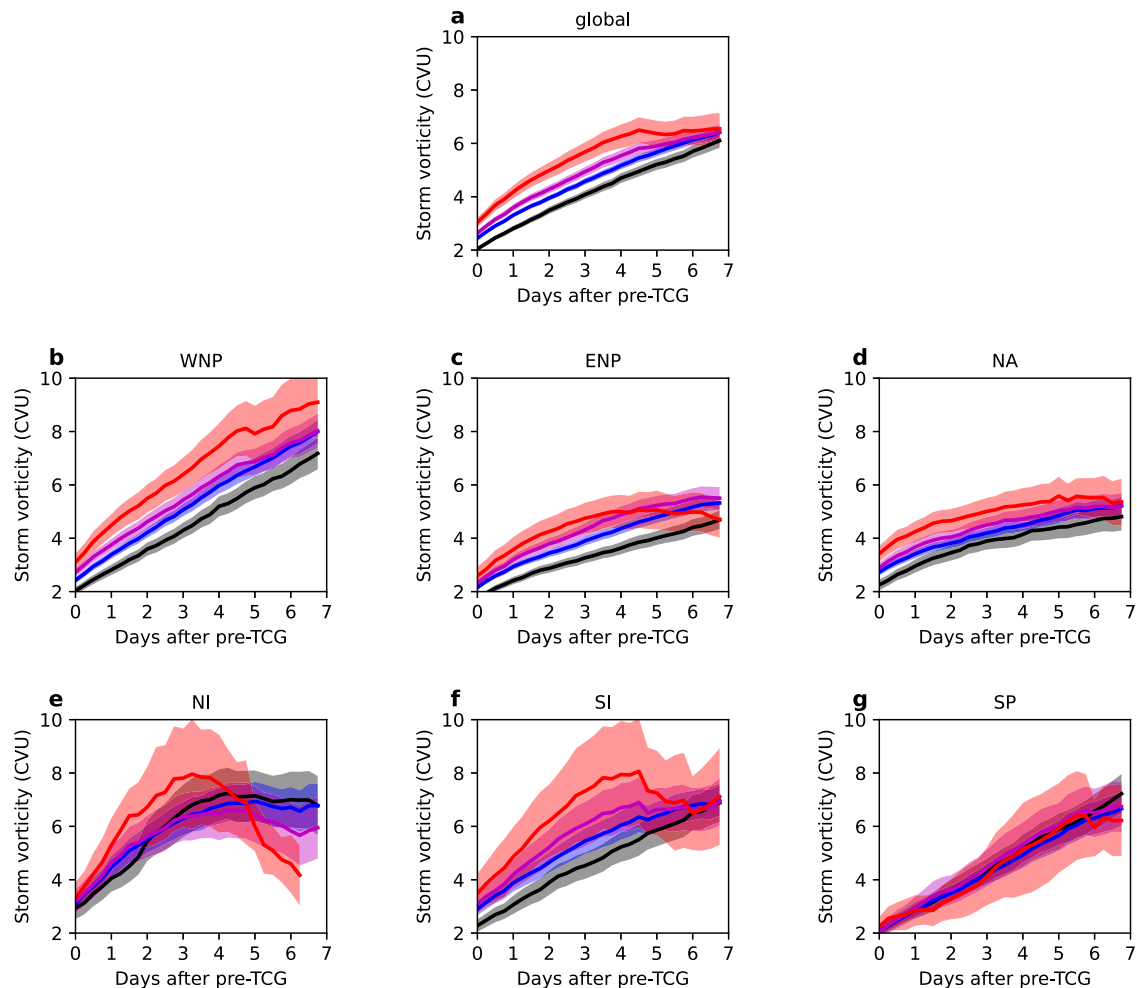 a global
10
8
6
4
2
Storm vorticity (CVU)
0 1 2 3 4 5 6 7
Days after pre-TCG
b WNP
10
8
6
4
2
Storm vorticity (CVU)
0 1 2 3 4 5 6 7
Days after pre-TCG
c ENP
10
8
6
4
2
Storm vorticity (CVU)
0 1 2 3 4 5 6 7
Days after pre-TCG
d NA
10
8
6
4
2
Storm vorticity (CVU)
0 1 2 3 4 5 6 7
Days after pre-TCG
e NI
10
8
6
4
2
Storm vorticity (CVU)
0 1 2 3 4 5 6 7
Days after pre-TCG
f SI
10
8
6
4
2
Storm vorticity (CVU)
0 1 2 3 4 5 6 7
Days after pre-TCG
g SP
10
8
6
4
2
Storm vorticity (CVU)
0 1 2 3 4 5 6 7
Days after pre-TCG